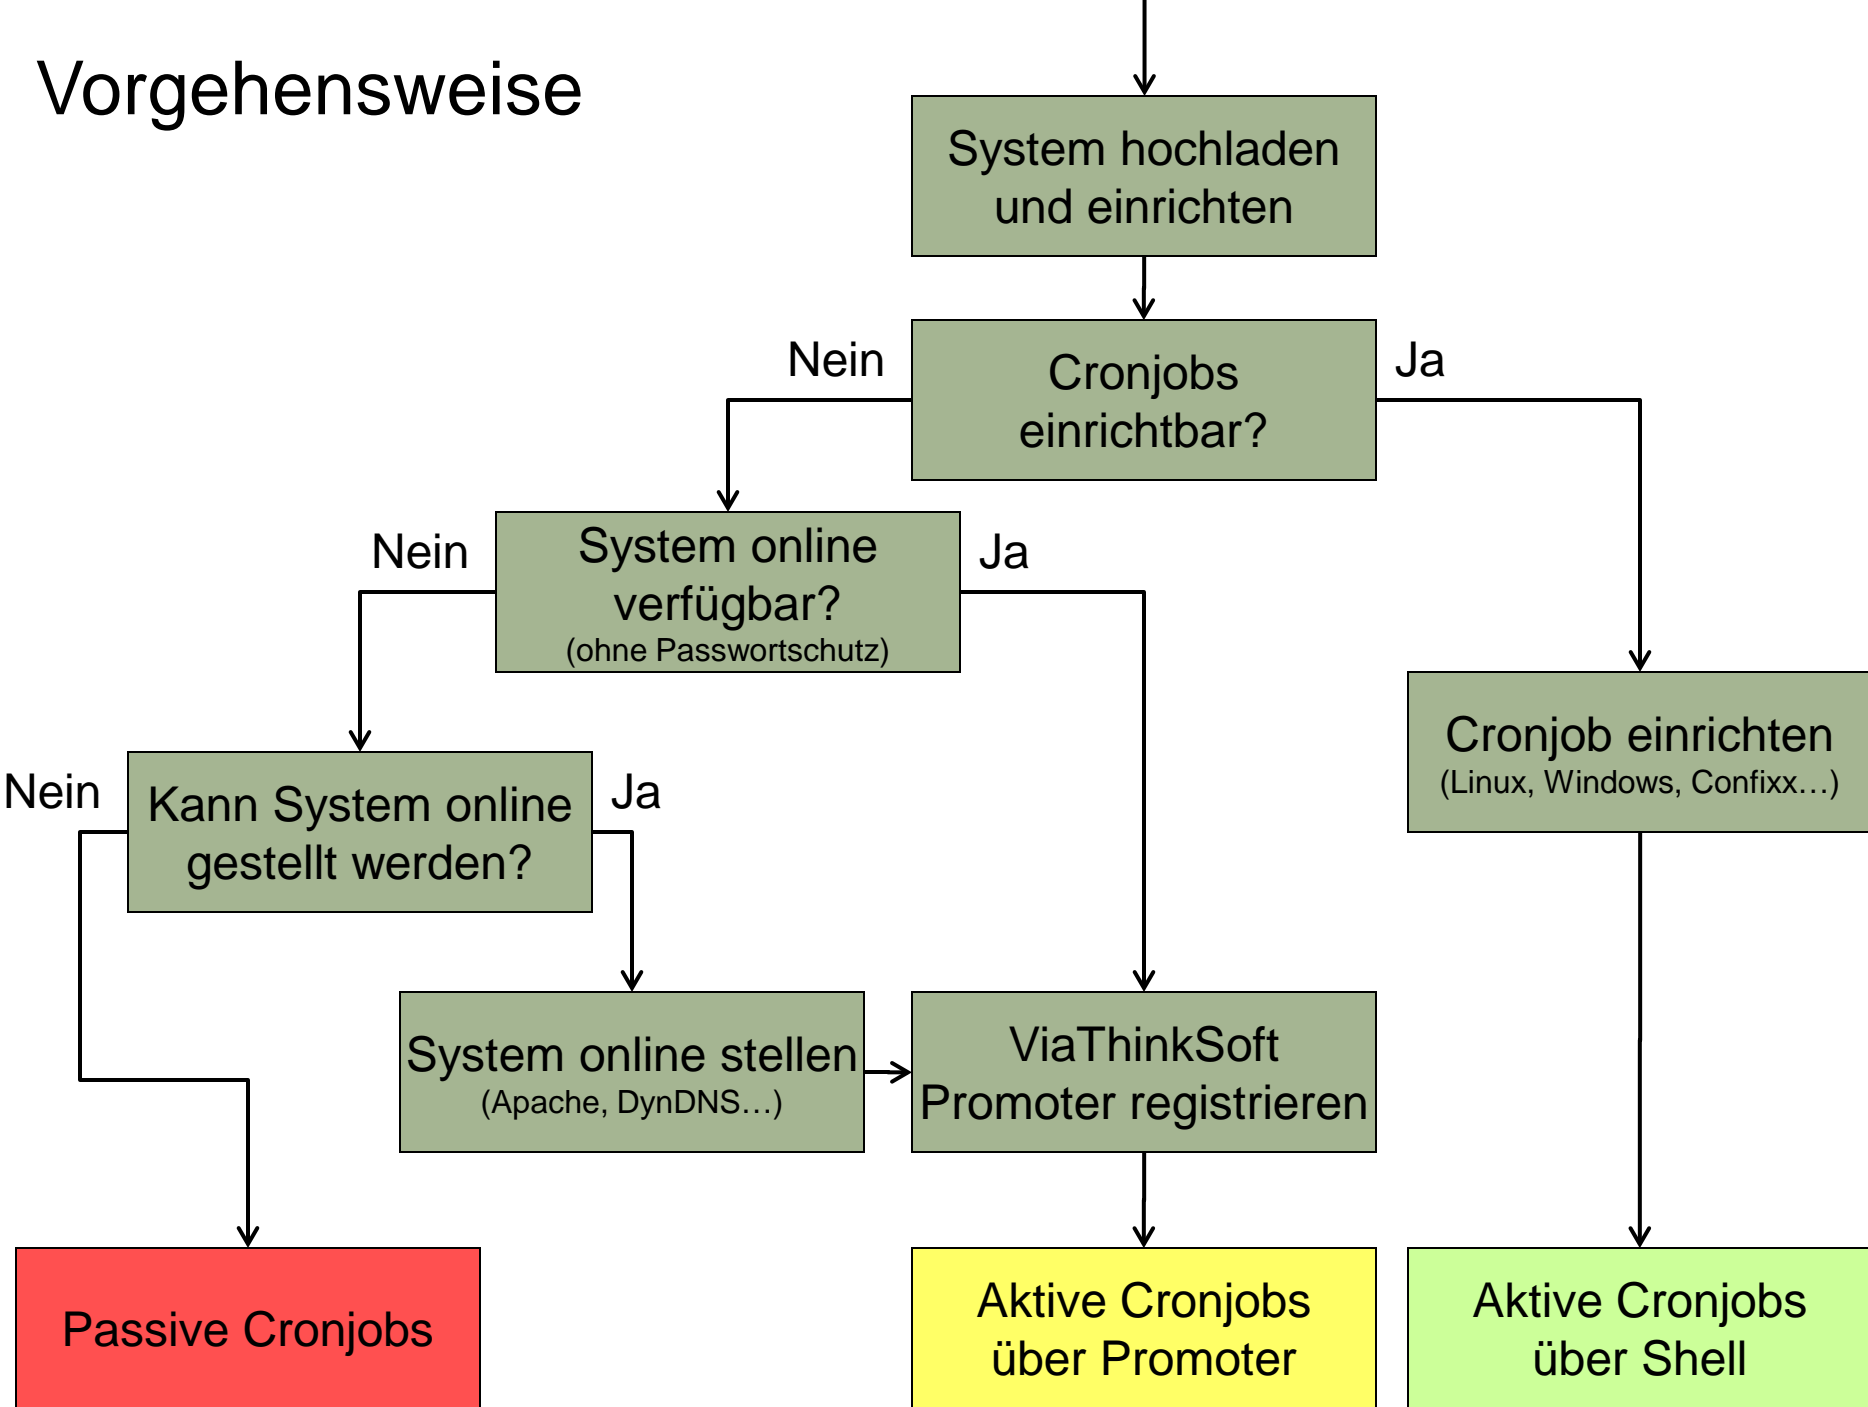 Vorgehensweise
System hochladen
und einrichten
Nein
Ja
Cronjobs
einrichtbar?
Nein
Ja
System online
verfügbar?
(ohne Passwortschutz)
Cronjob einrichten
(Linux, Windows, Confixx…)
Nein
Ja
Kann System online
gestellt werden?
System online stellen
(Apache, DynDNS…)
ViaThinkSoft
Promoter registrieren
Passive Cronjobs
Aktive Cronjobs
über Promoter
Aktive Cronjobs
über Shell